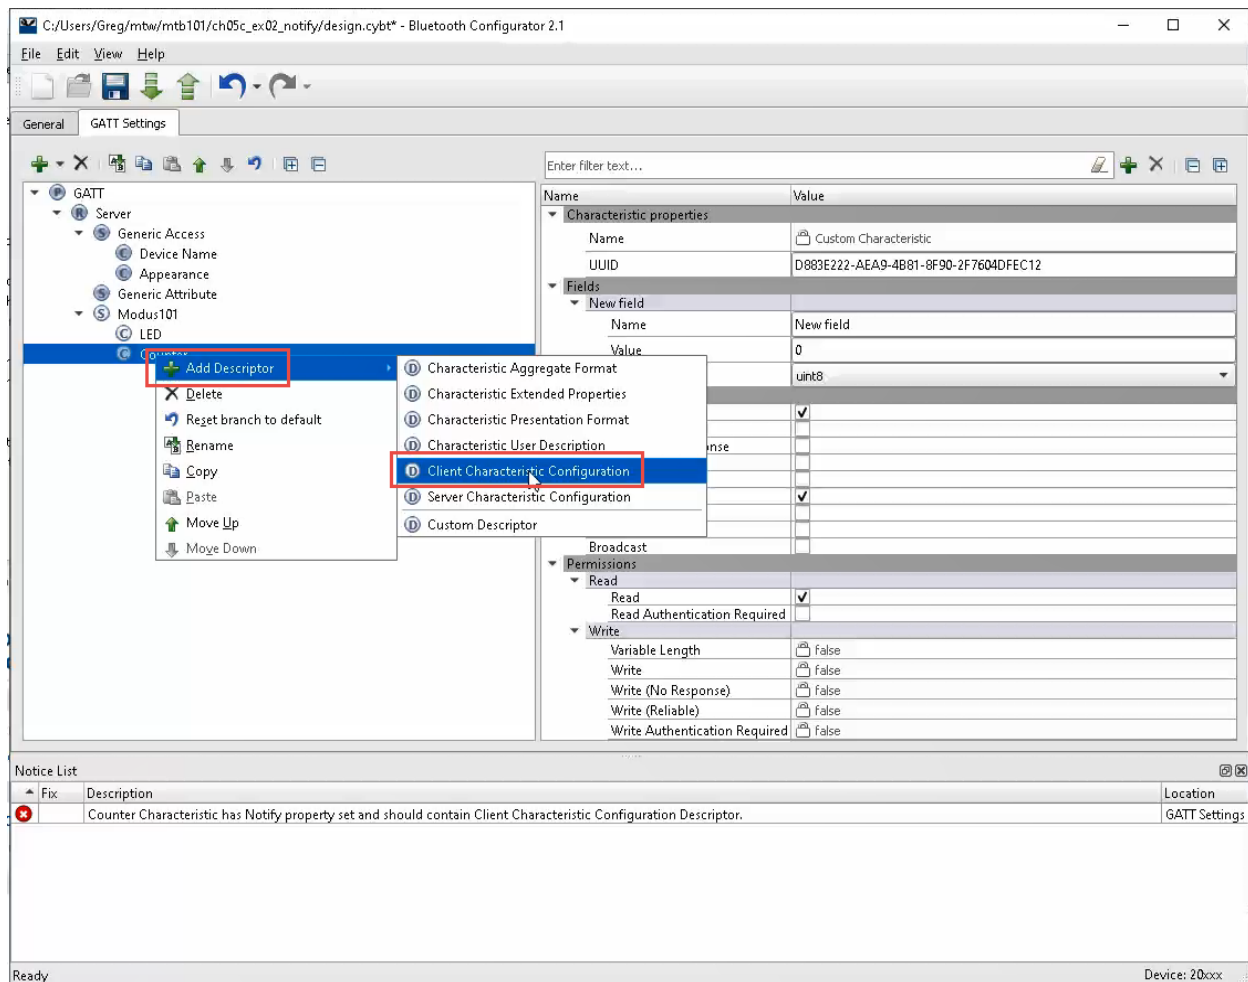 C:/Users/Greg/mtw/mtb101/ch05c_ex02_notify/design.cybt* - Bluetooth Configurator 2.1
File Edit View Help
General GATT Settings
Enter filter text...
GATT
Server
Generic Access
Device Name
Appearance
Generic Attribute
Modus101
LED
Counter
Add Descriptor
Delete
Reset branch to default
Rename
Copy
Paste
Move Up
Move Down
Characteristic Aggregate Format
Characteristic Extended Properties
Characteristic Presentation Format
Characteristic User Description
Client Characteristic Configuration
Server Characteristic Configuration
Custom Descriptor
Name Value
Characteristic properties
Name Custom Characteristic
UUID D883E222-AEA9-4B81-8F90-2F7604DFEC12
Fields
New field
Name New field
Value 0
uint8
nse
Broadcast
Permissions
Read
Read
Read Authentication Required
Write
Variable Length false
Write false
Write (No Response) false
Write (Reliable) false
Write Authentication Required false
Notice List
Fix Description Location
Counter Characteristic has Notify property set and should contain Client Characteristic Configuration Descriptor. GATT Settings
Ready Device: 20xxx